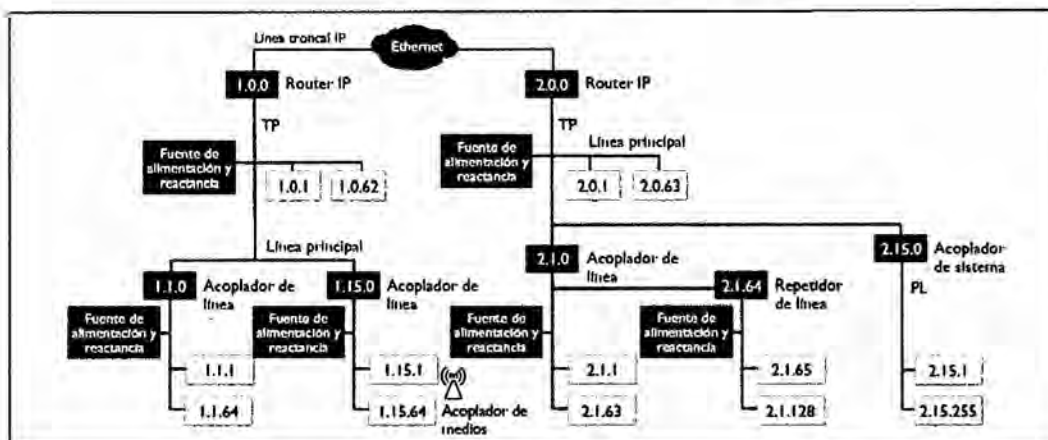 Línea troncal IP
Ethernet
1.0.0 Router IP
2.0.0 Router IP
TP
TP
Fuente de
alimentación y
reactancia
1.0.1
1.0.62
Línea principal
Fuente de
alimentación y
reactancia
2.0.1
2.0.63
Línea principal
1.1.0 Acoplador de
línea
1.15.0 Acoplador de
línea
2.1.0 Acoplador de
línea
2.15.0 Acoplador
de sistema
PL
2.1.64 Repetidor
de línea
Fuente de
alimentación y
reactancia
Fuente de
alimentación y
reactancia
Fuente de
alimentación y
reactancia
Fuente de
alimentación y
reactancia
1.1.1
1.15.1
2.1.1
2.1.65
2.15.1
1.1.64
1.15.64
Acoplador de
medios
2.1.63
2.1.128
2.15.255